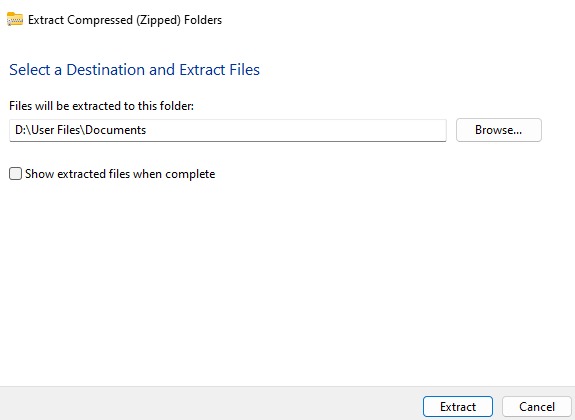 Extract Compressed (Zipped) Folders
Select a Destination and Extract Files
Files will be extracted to this folder:
D:\User Files\Documents
Browse...
Show extracted files when complete
Extract
Cancel